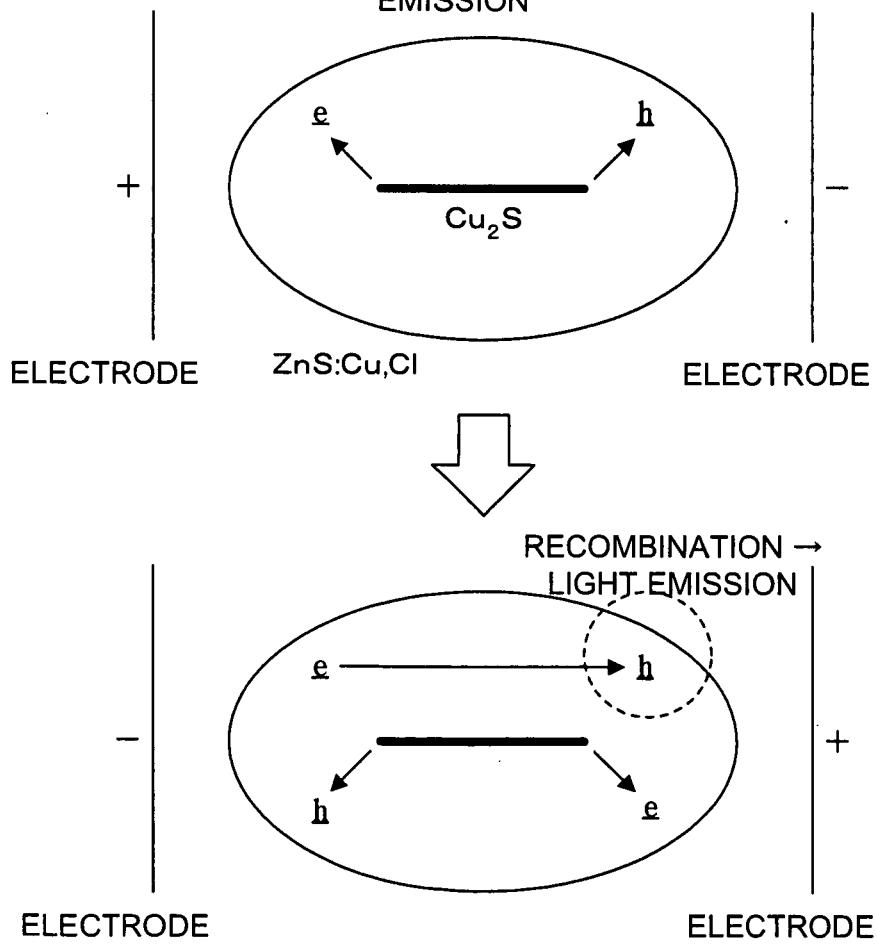 EMISSION
e h
+ −
Cu₂S
ELECTRODE ZnS:Cu,Cl ELECTRODE
RECOMBINATION →
LIGHT EMISSION
e h
− +
h e
ELECTRODE ELECTRODE